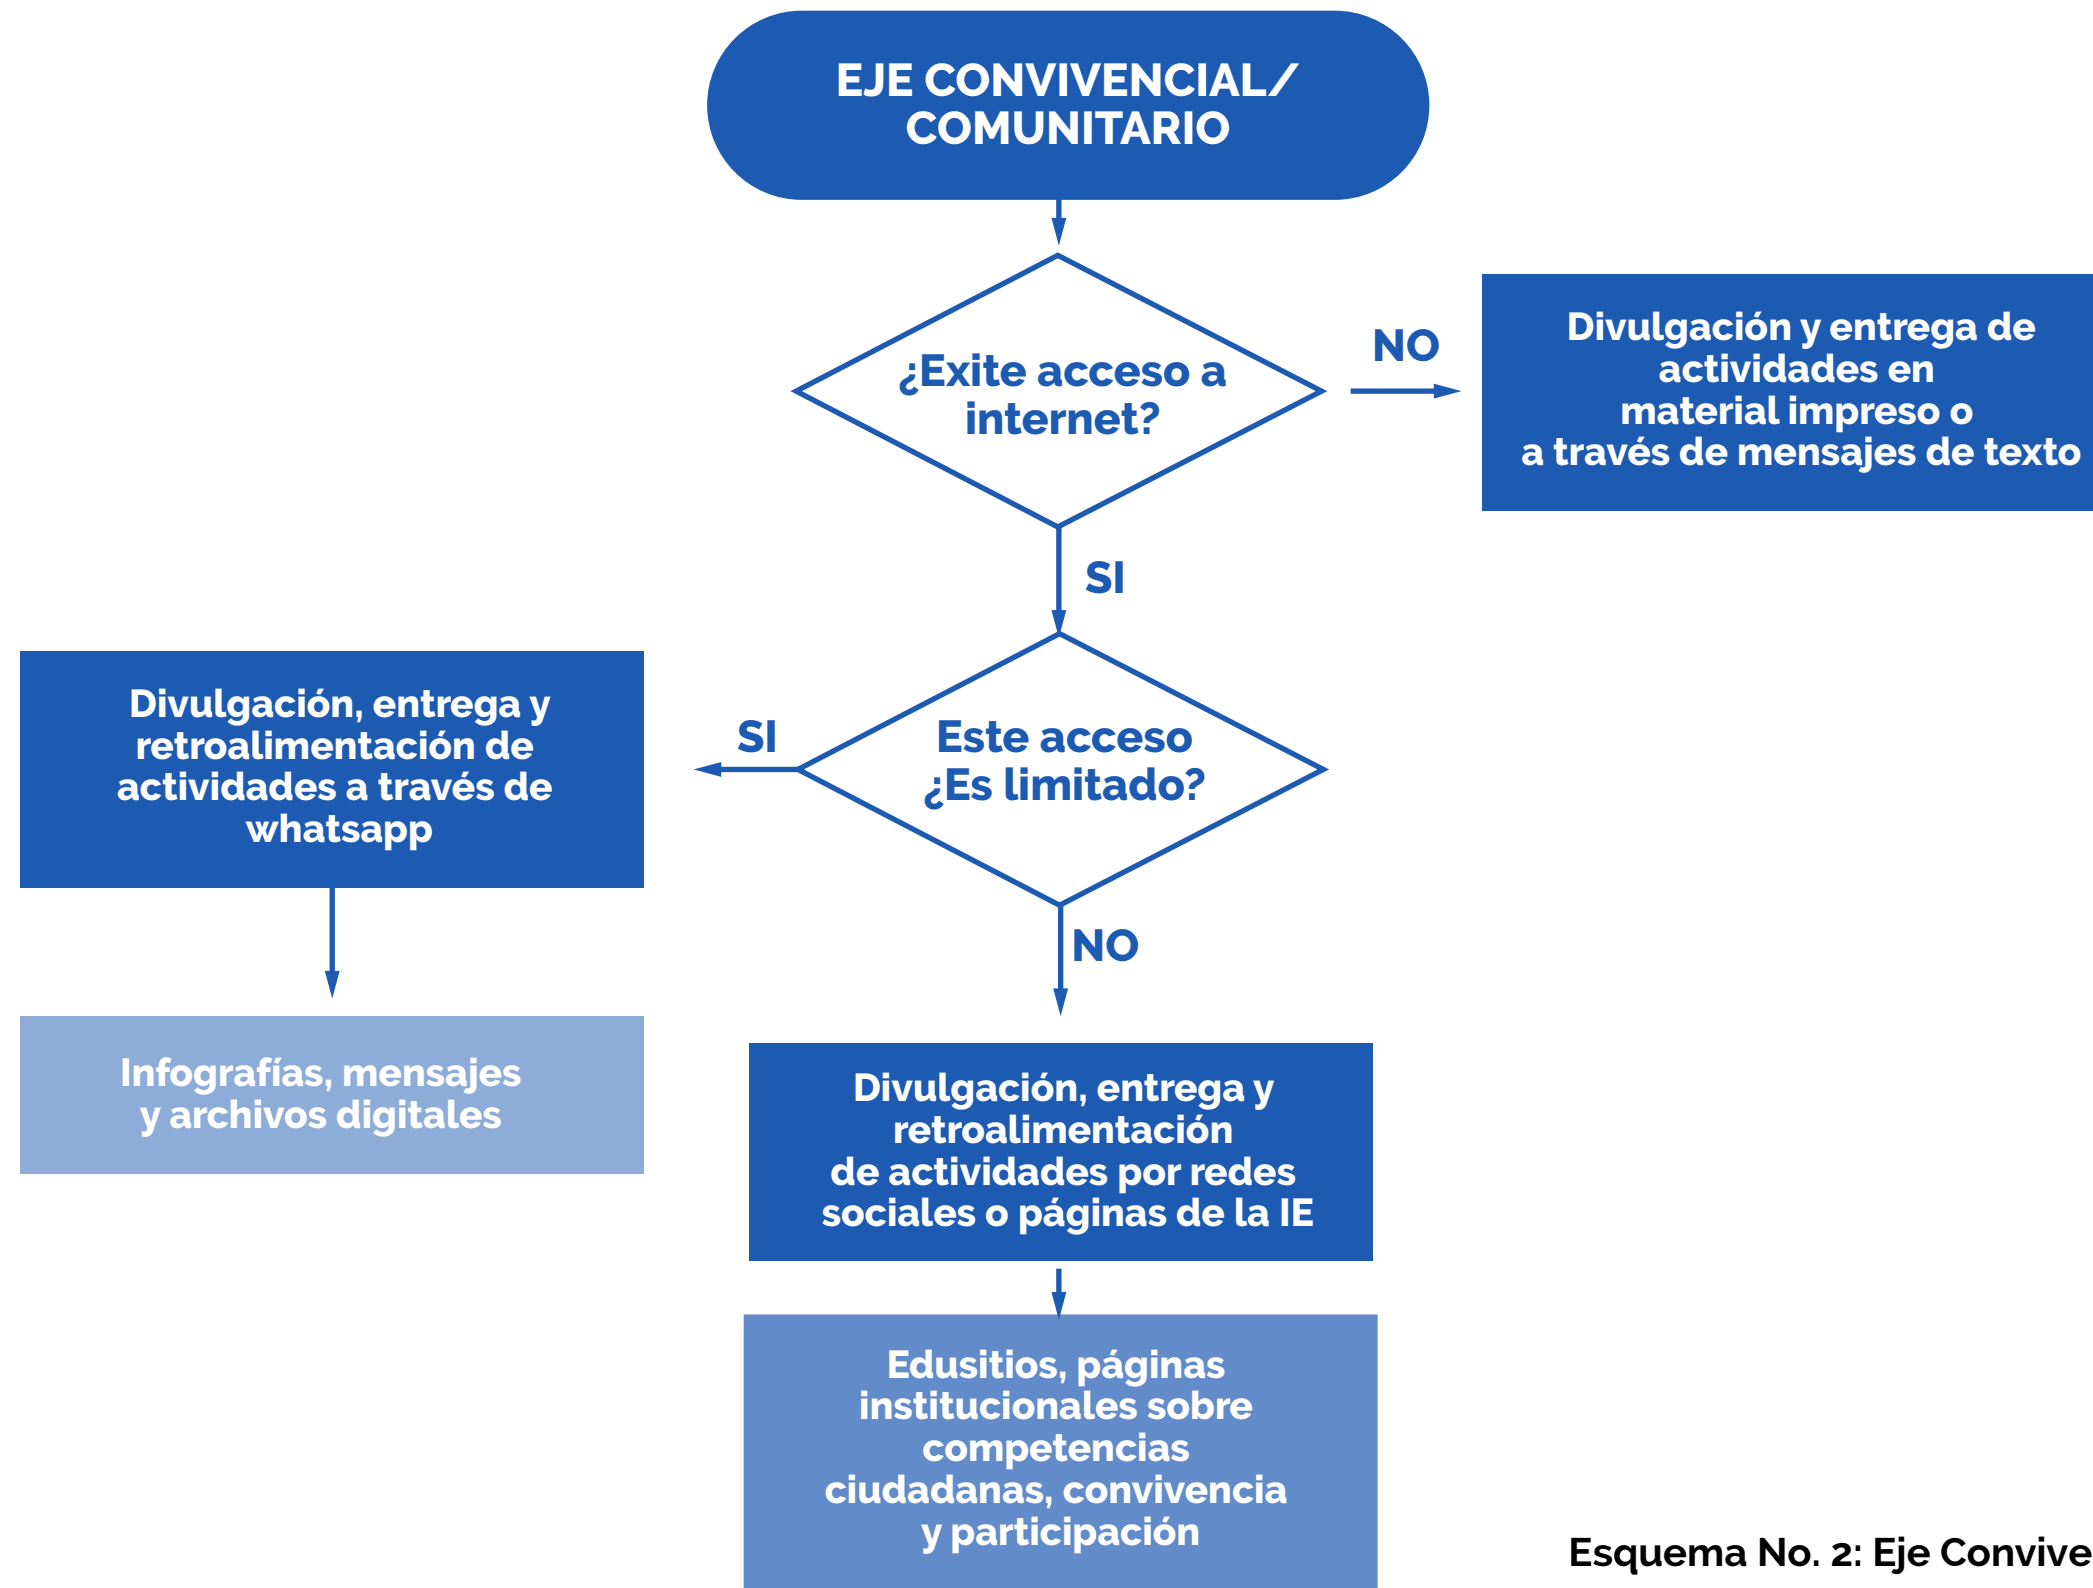 EJE CONVIVENCIAL/
COMUNITARIO
¿Exite acceso a
internet?
NO
Divulgación y entrega de
actividades en
material impreso o
a través de mensajes de texto
SI
Este acceso
¿Es limitado?
SI
Divulgación, entrega y
retroalimentación de
actividades a través de
whatsapp
Infografías, mensajes
y archivos digitales
NO
Divulgación, entrega y
retroalimentación
de actividades por redes
sociales o páginas de la IE
Edusitios, páginas
institucionales sobre
competencias
ciudadanas, convivencia
y participación
Esquema No. 2: Eje Convive